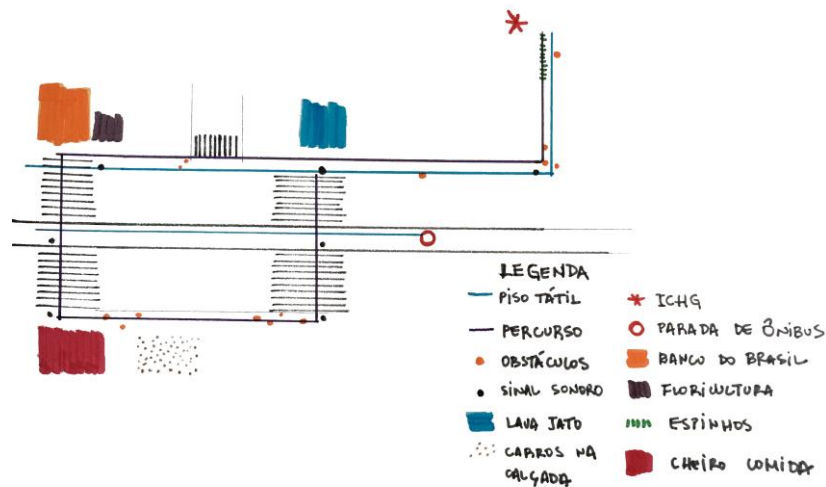 LEGENDA
PISO TÁTIL
PERCURSO
OBSTÁCULOS
SINAL SONORO
LAVA JATO
CARROS NA
CALÇADA
ICHG
PARADA DE ÔNIBUS
BANCO DO BRASIL
FLORICULTURA
ESPINHOS
CHEIRO COMIDA